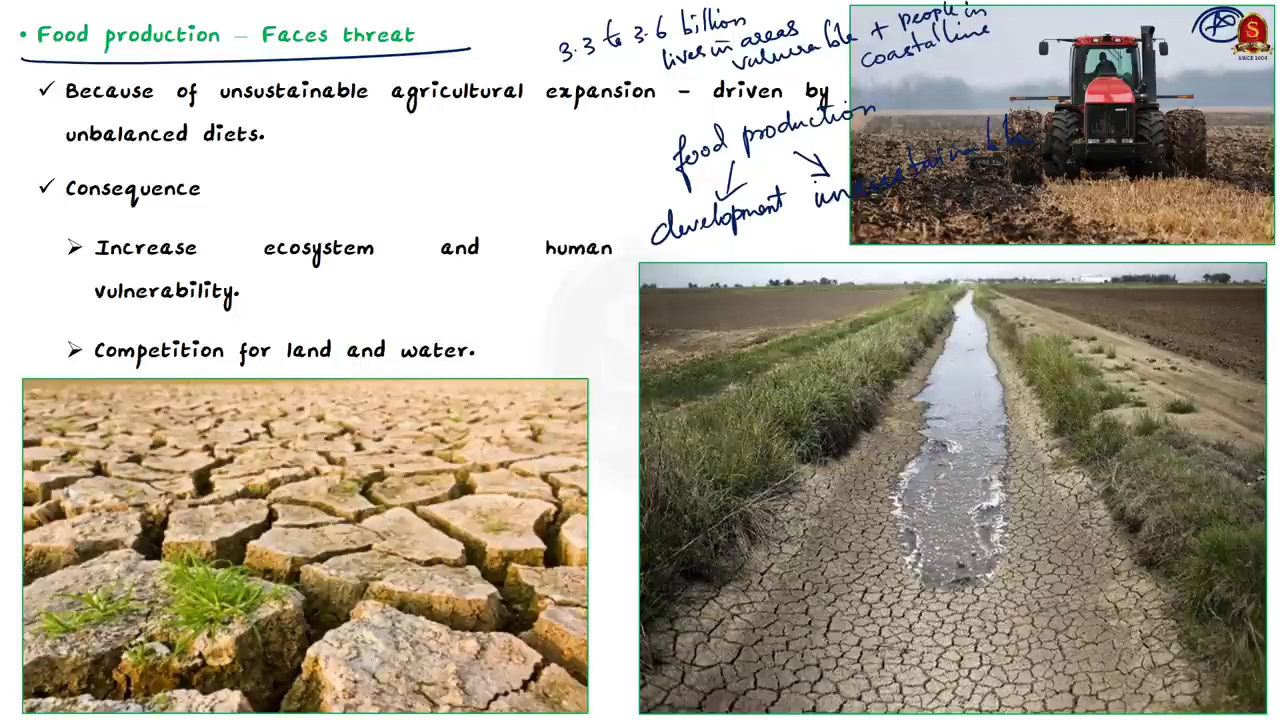 • Food production – Faces threat
3.3 to 3.6 billion
lives in areas
vulnerable + people in
coastal line
✓ Because of unsustainable agricultural expansion – driven by
unbalanced diets.
food production
development unsustainable
✓ Consequence
➢ Increase ecosystem and human
vulnerability.
➢ Competition for land and water.
S
SINCE 2004